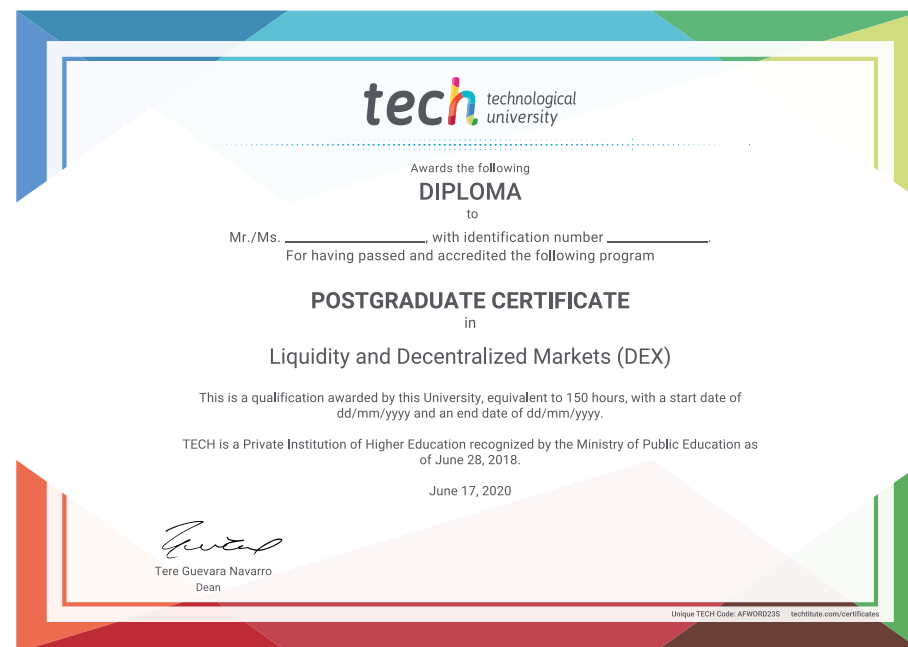 tech technological
university
Awards the following
DIPLOMA
to
Mr./Ms. ____________________, with identification number ______________.
For having passed and accredited the following program
POSTGRADUATE CERTIFICATE
in
Liquidity and Decentralized Markets (DEX)
This is a qualification awarded by this University, equivalent to 150 hours, with a start date of
dd/mm/yyyy and an end date of dd/mm/yyyy.
TECH is a Private Institution of Higher Education recognized by the Ministry of Public Education as
of June 28, 2018.
June 17, 2020
Tere Guevara Navarro
Dean
Unique TECH Code: AFWORD23S techtitute.com/certificates